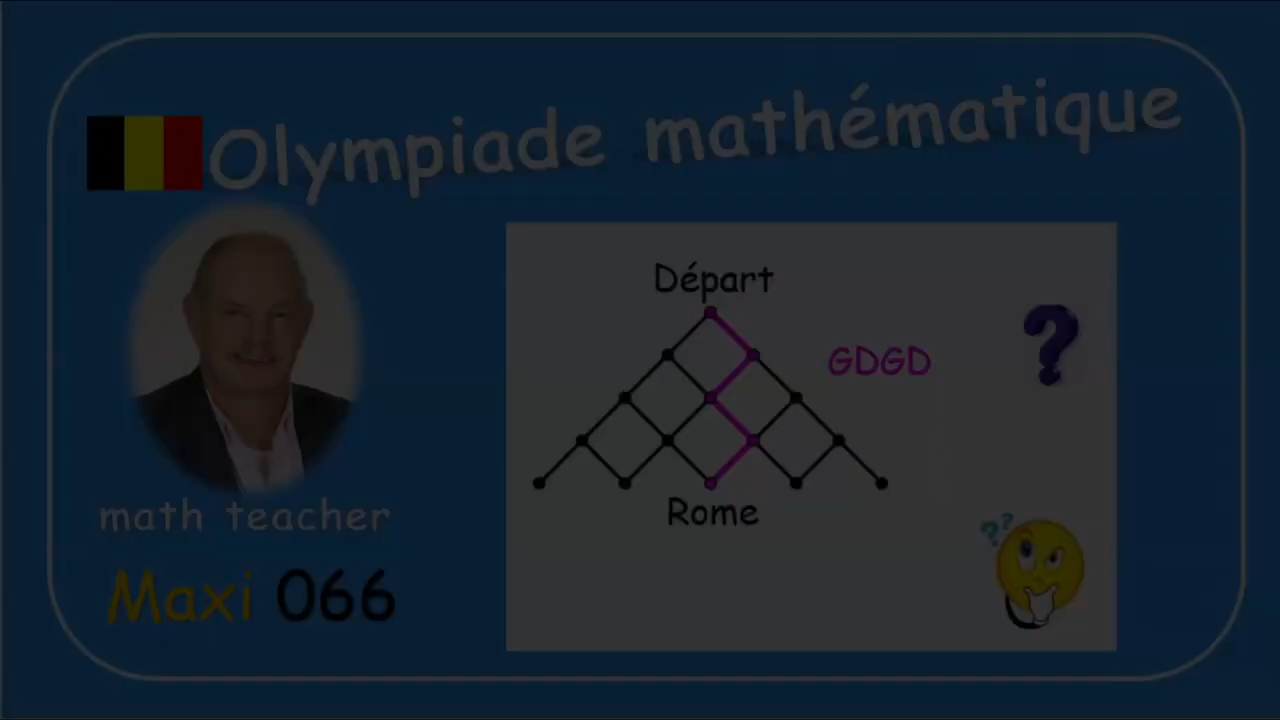 Olympiade mathématique
Départ
GDGD
?
Rome
??
math teacher
Maxi 066